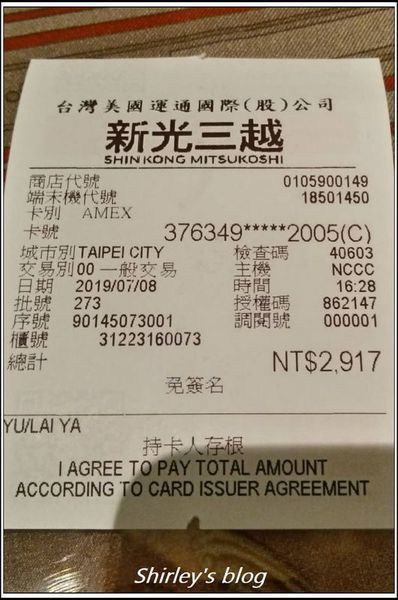 台灣美國運通國際(股)公司
新光三越
SHIN KONG MITSUKOSHI
商店代號 0105900149
端末機代號 18501450
卡別 AMEX
卡號 376349*****2005(C)
城市別 TAIPEI CITY 檢查碼 40603
交易別 00 一般交易 主機 NCCC
日期 2019/07/08 時間 16:28
批號 273 授權碼 862147
序號 90145073001 調閱號 000001
櫃號 31223160073
總計 NT$2,917
免簽名
YU/LAI YA
持卡人存根
I AGREE TO PAY TOTAL AMOUNT
ACCORDING TO CARD ISSUER AGREEMENT
Shirley's blog